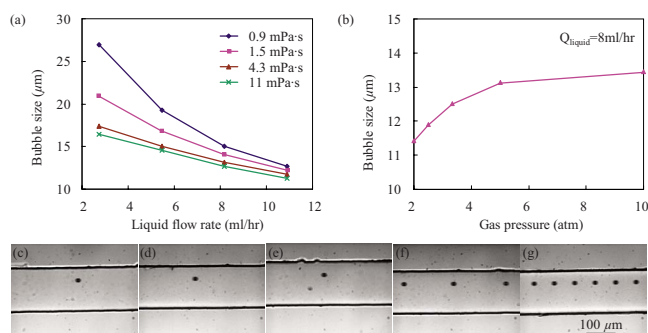 (a)
30
25
20
15
10
Bubble size (μm)
2 4 6 8 10 12
Liquid flow rate (ml/hr)
0.9 mPa·s
1.5 mPa·s
4.3 mPa·s
11 mPa·s
(b)
15
14
13
12
11
10
Bubble size (μm)
2 4 6 8 10
Gas pressure (atm)
Qliquid=8ml/hr
(c) (d) (e) (f) (g)
100 μm